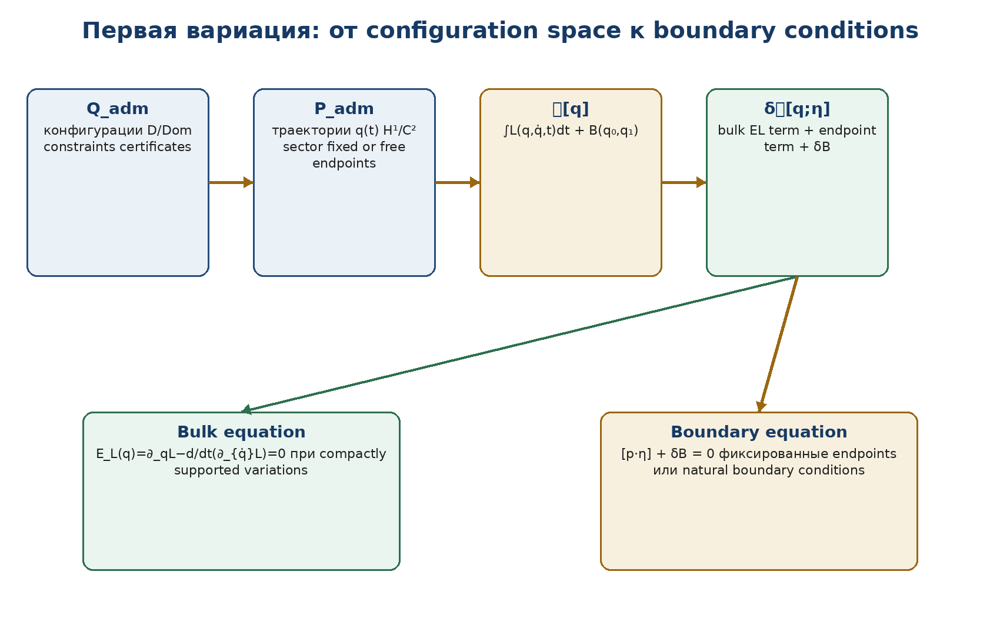 Первая вариация: от configuration space к boundary conditions
Q_adm
конфигурации D/Dom
constraints certificates
P_adm
траектории q(t) H¹/C²
sector fixed or free
endpoints
▯[q]
∫L(q,q̇,t)dt + B(q₀,q₁)
δ▯[q;η]
bulk EL term + endpoint
term + δB
Bulk equation
E_L(q)=∂_qL−d/dt(∂_{q̇}L)=0 при compactly
supported variations
Boundary equation
[p·η] + δB = 0 фиксированные endpoints
или natural boundary conditions